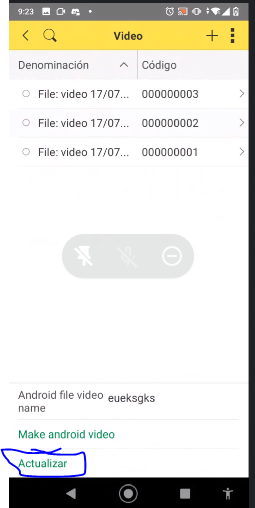 9:23
Video
Denominación Código
File: video 17/07... 000000003
File: video 17/07... 000000002
File: video 17/07... 000000001
Android file video eueksgks
name
Make android video
Actualizar